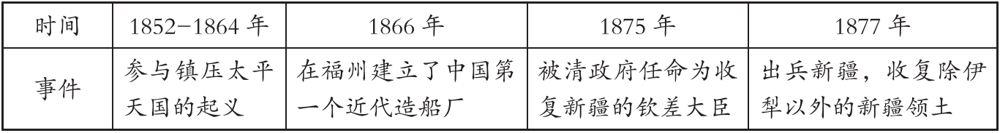 时间 1852-1864 年 1866 年 1875 年 1877 年
事件 参与镇压太平天国的起义 在福州建立了中国第一个近代造船厂 被清政府任命为收复新疆的钦差大臣 出兵新疆，收复除伊犁以外的新疆领土